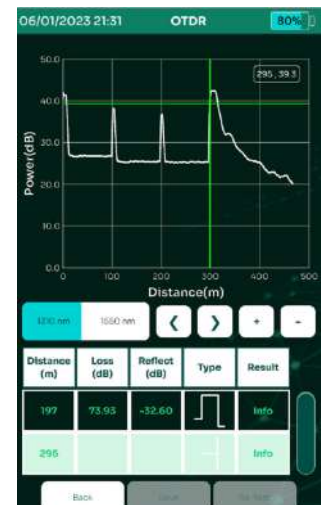 06/01/2023 21:31 OTDR 80%
50.0
295 , 39.3
40.0
30.0
20.0
10.0
0.0
Power(dB)
0 100 200 300 400 500
Distance(m)
1310 nm 1550 nm < > + -
Distance (m) Loss (dB) Reflect (dB) Type Result
197 73.93 -32.60 Info
295 Info
Back Save